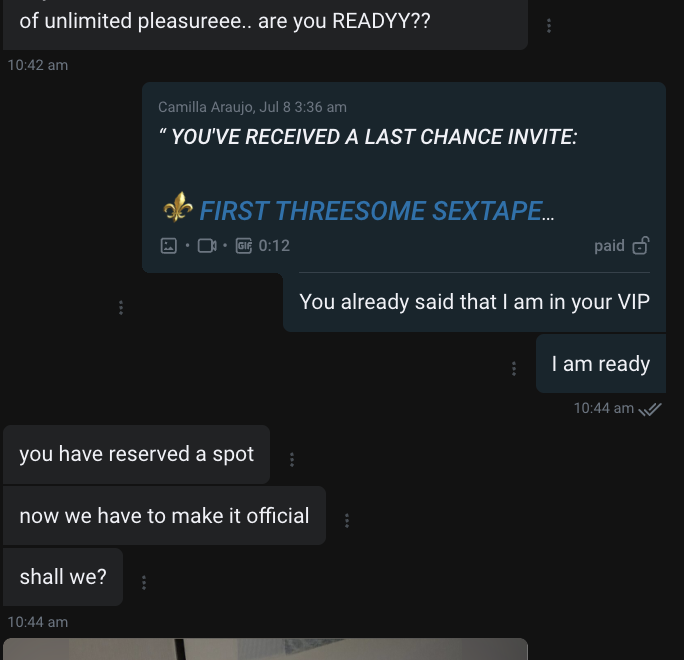 of unlimited pleasureee.. are you READYY??
10:42 am
Camilla Araujo, Jul 8 3:36 am
“ YOU'VE RECEIVED A LAST CHANCE INVITE:
⚜️ FIRST THREESOME SEXTAPE...
GIF 0:12 paid
You already said that I am in your VIP
I am ready
10:44 am
you have reserved a spot
now we have to make it official
shall we?
10:44 am